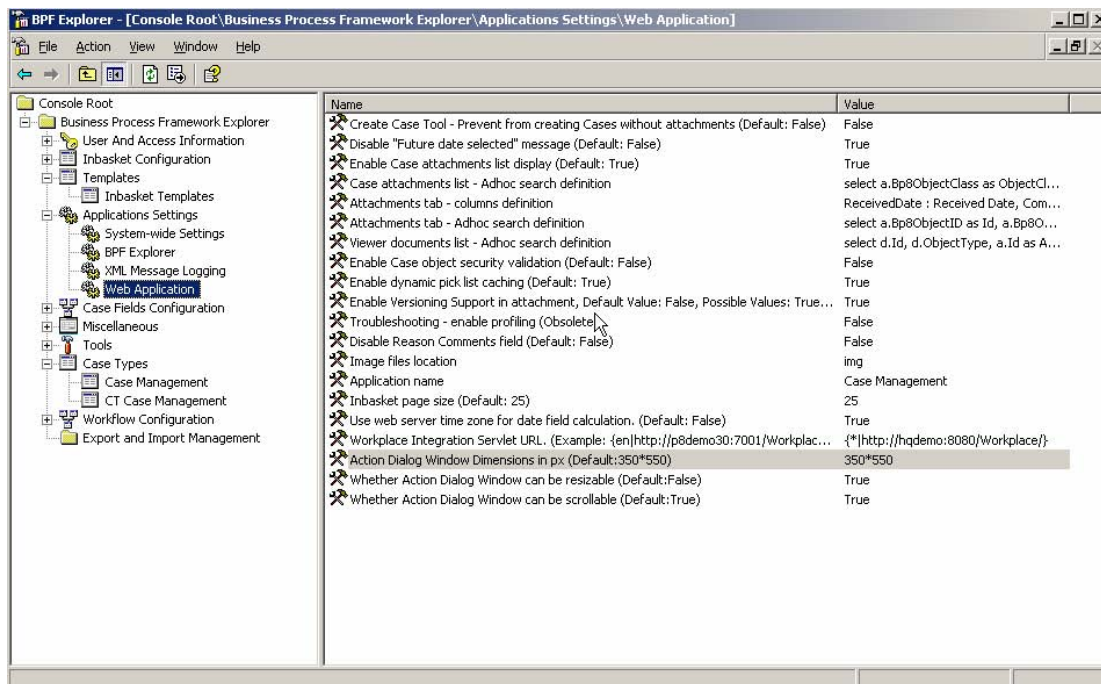 BPF Explorer - [Console Root\Business Process Framework Explorer\Applications Settings\Web Application]
File Action View Window Help
Console Root
Business Process Framework Explorer
User And Access Information
Inbasket Configuration
Templates
Inbasket Templates
Applications Settings
System-wide Settings
BPF Explorer
XML Message Logging
Web Application
Case Fields Configuration
Miscellaneous
Tools
Case Types
Case Management
CT Case Management
Workflow Configuration
Export and Import Management
Name Value
Create Case Tool - Prevent from creating Cases without attachments (Default: False) False
Disable "Future date selected" message (Default: False) True
Enable Case attachments list display (Default: True) True
Case attachments list - Adhoc search definition select a.Bp8ObjectClass as ObjectCl...
Attachments tab - columns definition ReceivedDate : Received Date, Com...
Attachments tab - Adhoc search definition select a.Bp8ObjectID as Id, a.Bp8O...
Viewer documents list - Adhoc search definition select d.Id, d.ObjectType, a.Id as A...
Enable Case object security validation (Default: False) False
Enable dynamic pick list caching (Default: True) True
Enable Versioning Support in attachment, Default Value: False, Possible Values: True... True
Troubleshooting - enable profiling (Obsolete) False
Disable Reason Comments field (Default: False) False
Image files location img
Application name Case Management
Inbasket page size (Default: 25) 25
Use web server time zone for date field calculation. (Default: False) True
Workplace Integration Servlet URL. (Example: {en|http://p8demo30:7001/Workplac... {*|http://hqdemo:8080/Workplace/}
Action Dialog Window Dimensions in px (Default:350*550) 350*550
Whether Action Dialog Window can be resizable (Default:False) True
Whether Action Dialog Window can be scrollable (Default:True) True